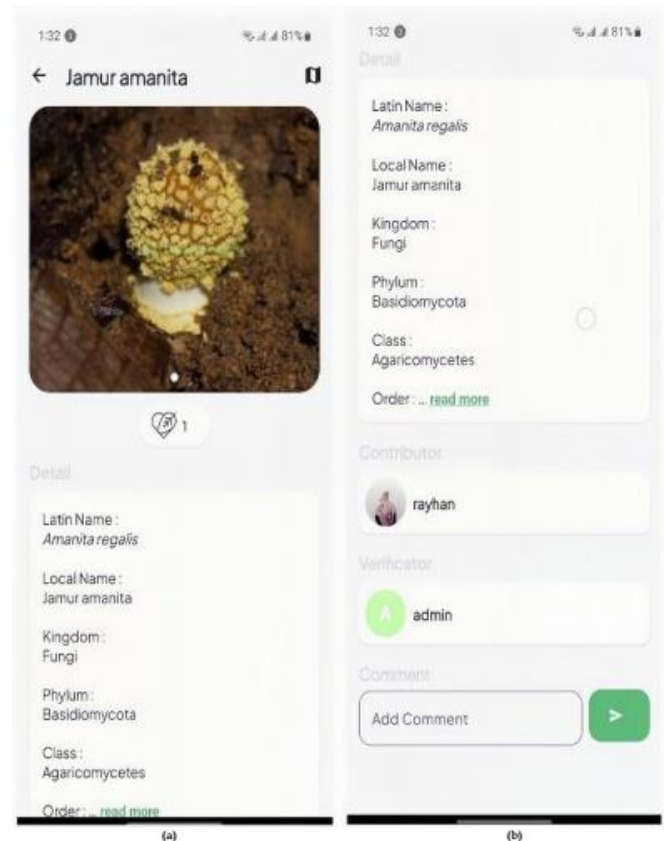 1:32
81%
Jamur amanita
1
Detail
Latin Name :
Amanita regalis
Local Name :
Jamur amanita
Kingdom :
Fungi
Phylum :
Basidiomycota
Class :
Agaricomycetes
Order : ... read more
(a)
1:32
81%
Detail
Latin Name :
Amanita regalis
Local Name :
Jamur amanita
Kingdom :
Fungi
Phylum :
Basidiomycota
Class :
Agaricomycetes
Order : ... read more
Contributor
rayhan
Verificator
A
admin
Comment
Add Comment
(b)